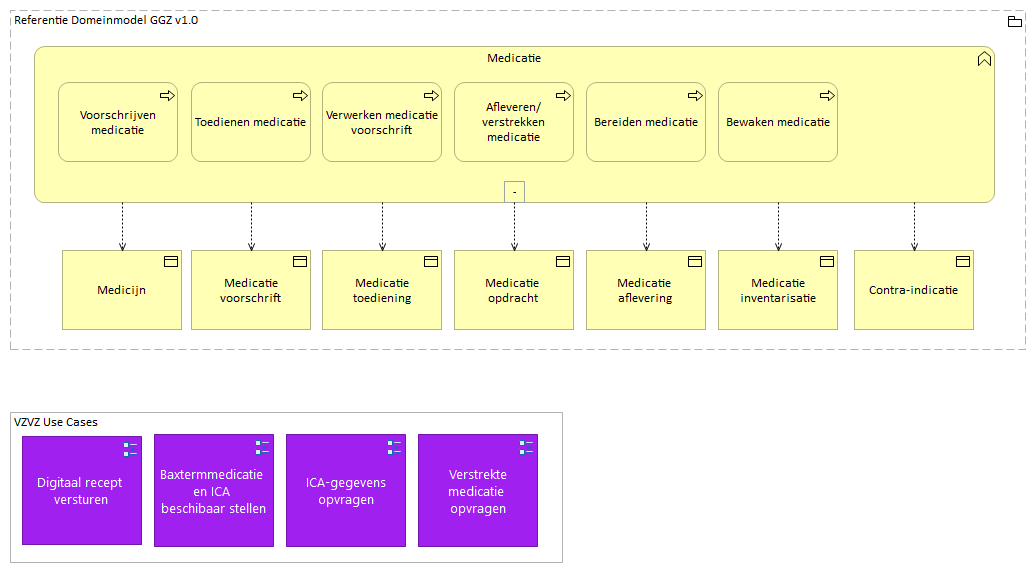 Referentie Domeinmodel GGZ v1.0
Medicatie
Voorschrijven
medicatie
Toedienen medicatie
Verwerken medicatie
voorschrift
Afleveren/
verstrekken
medicatie
Bereiden medicatie
Bewaken medicatie
-
Medicijn
Medicatie
voorschrift
Medicatie
toediening
Medicatie
opdracht
Medicatie
aflevering
Medicatie
inventarisatie
Contra-indicatie
VZVZ Use Cases
Digitaal recept
versturen
Baxtermmedicatie
en ICA
beschibaar stellen
ICA-gegevens
opvragen
Verstrekte
medicatie
opvragen